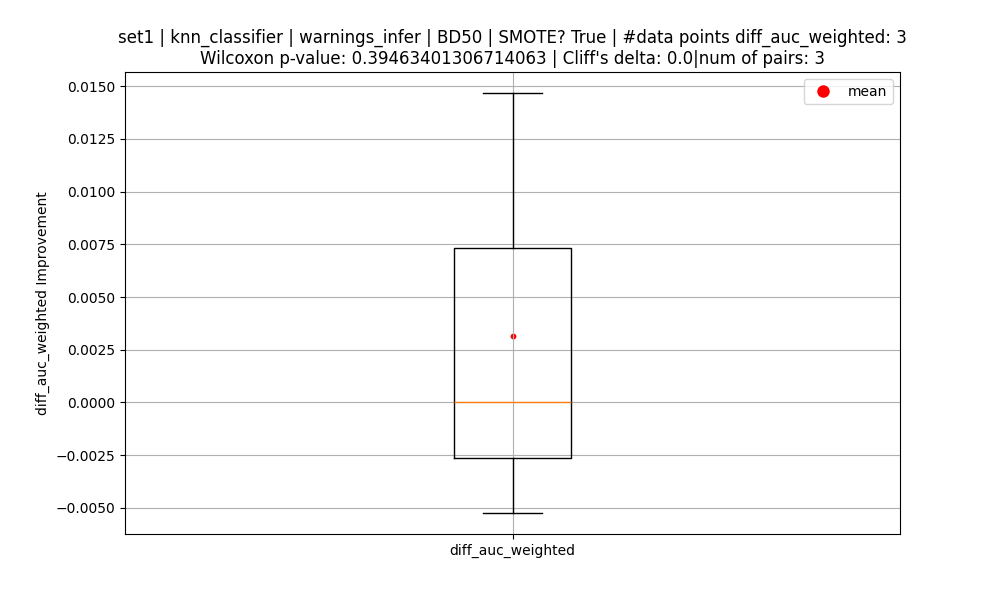 set1 | knn_classifier | warnings_infer | BD50 | SMOTE? True | #data points diff_auc_weighted: 3
Wilcoxon p-value: 0.39463401306714063 | Cliff's delta: 0.0|num of pairs: 3
mean
diff_auc_weighted Improvement
0.0150
0.0125
0.0100
0.0075
0.0050
0.0025
0.0000
−0.0025
−0.0050
diff_auc_weighted